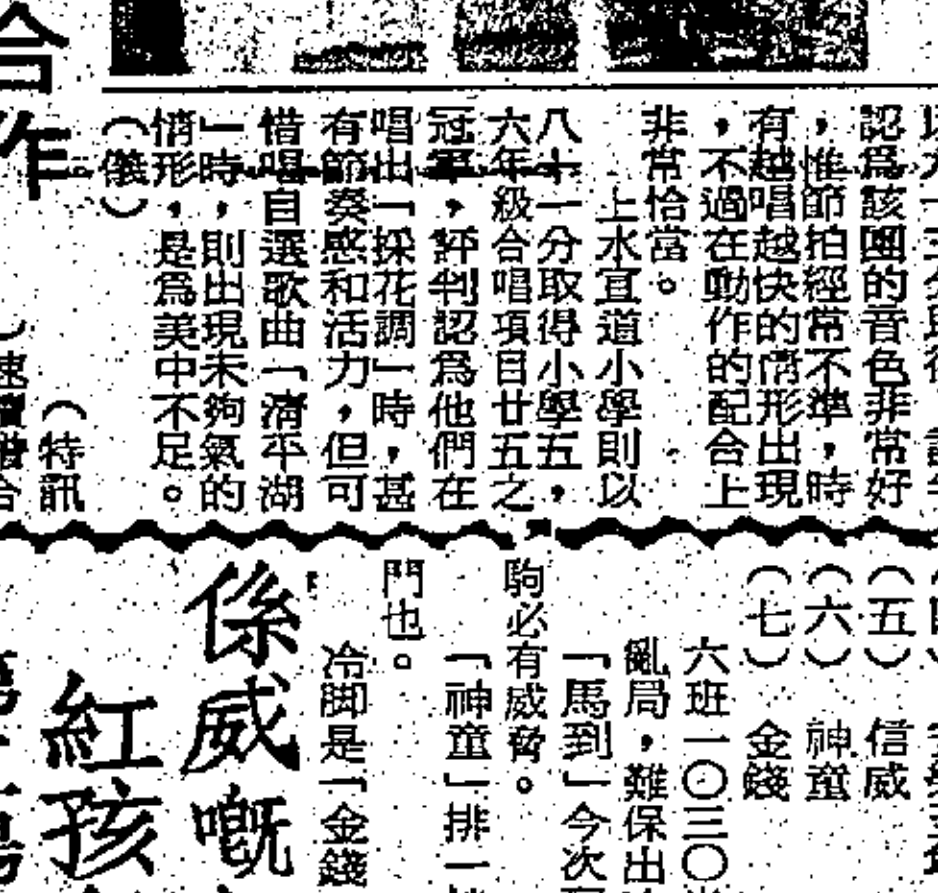 認爲該團的音色非常好
，惟節拍經常不準，時
有越唱越快的情形出現
，不過在動作的配合上
非常恰當。
上水宣道小學則以
八十一分取得小學五，
六年級合唱項目廿五之
冠軍，評判認爲他們在
唱出「採花調」時，甚
有節奏感和活力，但可
惜唱自選歌曲「清平湖
」時，則出現未夠氣的
情形，是爲美中不足。
（儀）
合作
（特訊
（五）　信威
（六）　神童
（七）　金錢
六班一〇三〇
亂局，難保出
「馬到」今次
駒必有威脅。
「神童」排一
門也。
冷脚是「金錢
係威嘅
紅孩